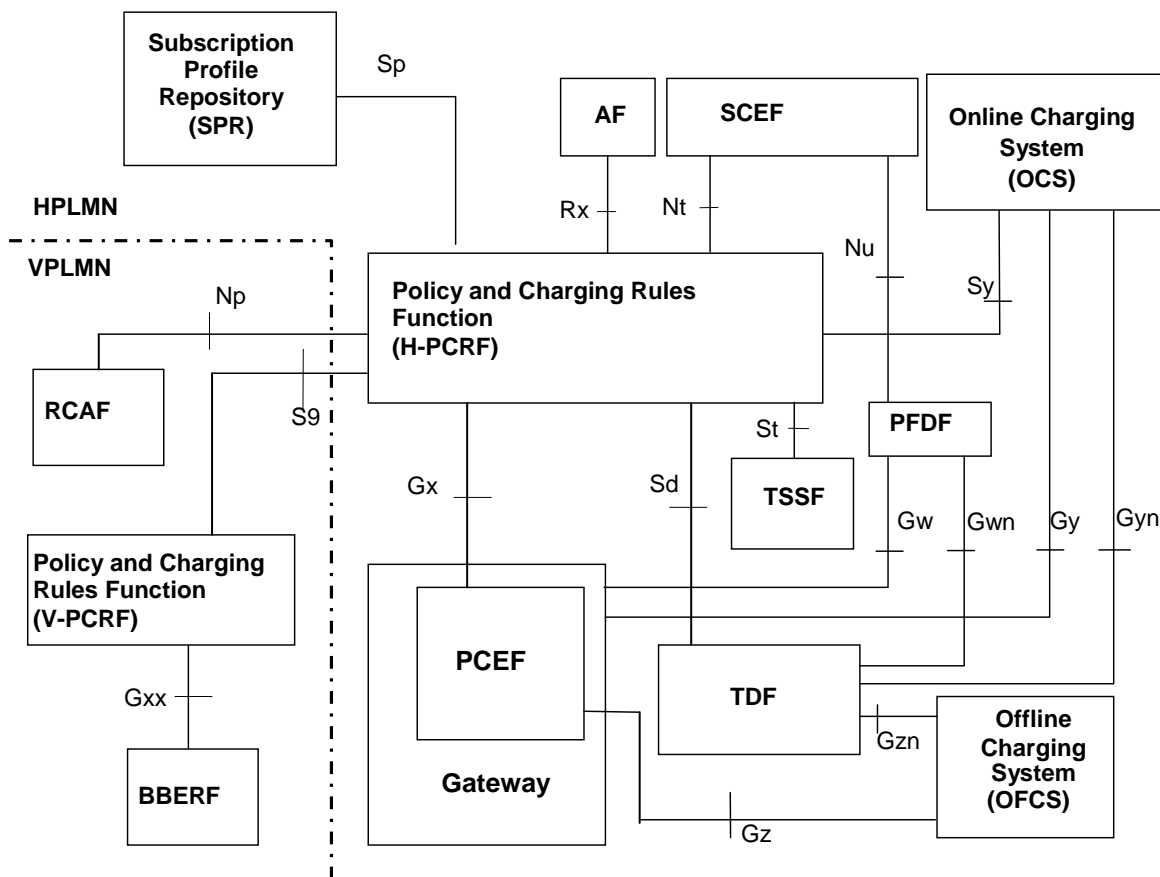 Subscription
Profile
Repository
(SPR)
Sp
AF
SCEF
Online Charging
System
(OCS)
HPLMN
Rx
Nt
Nu
Sy
VPLMN
Np
Policy and Charging Rules
Function
(H-PCRF)
RCAF
S9
St
PFDF
Gx
Sd
TSSF
Gw
Gwn
Gy
Gyn
Policy and Charging
Rules Function
(V-PCRF)
PCEF
TDF
Gxx
Gzn
Offline
Charging
System
(OFCS)
BBERF
Gateway
Gz